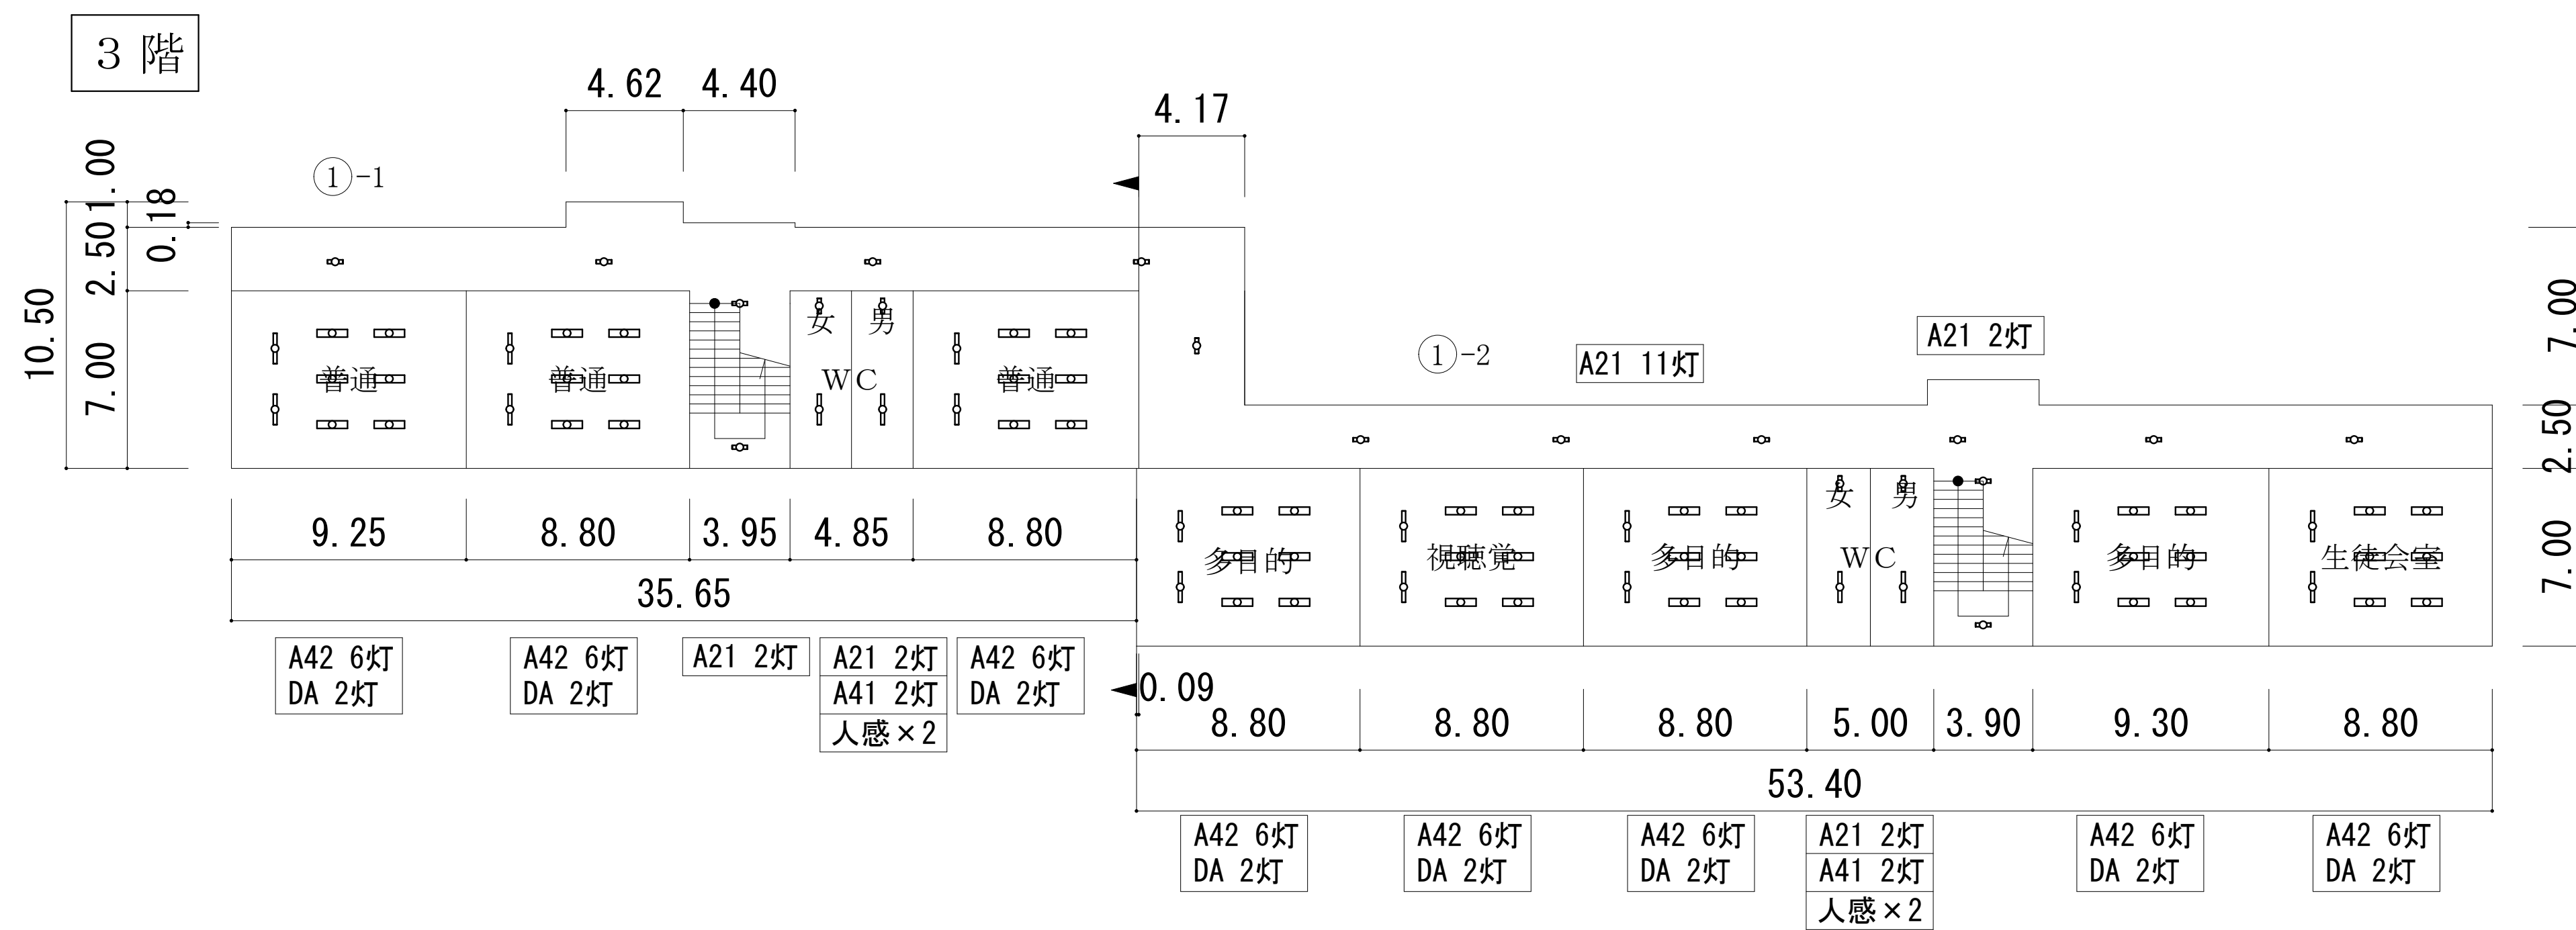 3 階
4.62
4.40
4.17
①-1
1.00
0.18
2.50
10.50
7.00
女
男
普通
普通
WC
普通
①-2
A21 11灯
A21 2灯
7.00
2.50
7.00
9.25
8.80
3.95
4.85
8.80
35.65
女
男
多目的
視聴覚
多目的
WC
多目的
生徒会室
A42 6灯
DA 2灯
A42 6灯
DA 2灯
A21 2灯
A21 2灯
A41 2灯
人感×2
A42 6灯
DA 2灯
0.09
8.80
8.80
8.80
5.00
3.90
9.30
8.80
53.40
A42 6灯
DA 2灯
A42 6灯
DA 2灯
A42 6灯
DA 2灯
A21 2灯
A41 2灯
人感×2
A42 6灯
DA 2灯
A42 6灯
DA 2灯